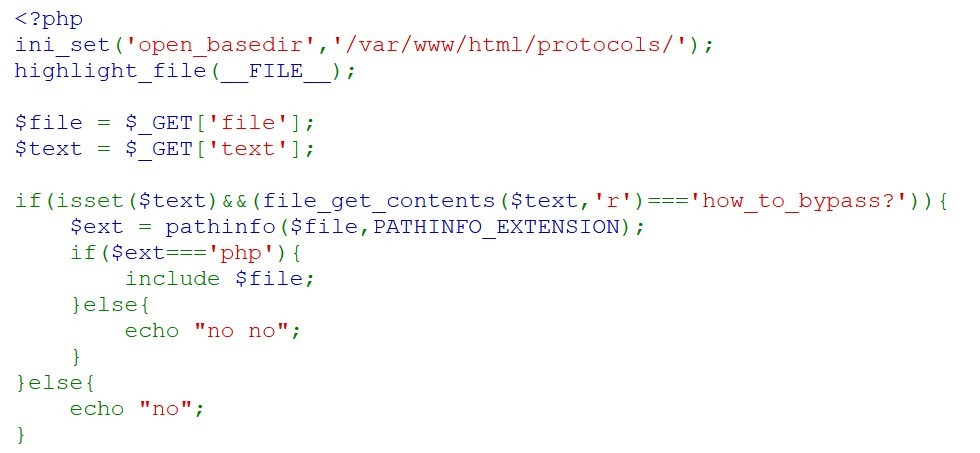 <?php
ini_set('open_basedir','/var/www/html/protocols/');
highlight_file(__FILE__);

$file = $_GET['file'];
$text = $_GET['text'];

if(isset($text)&&(file_get_contents($text,'r')==='how_to_bypass?')){
    $ext = pathinfo($file,PATHINFO_EXTENSION);
    if($ext==='php'){
        include $file;
    }else{
        echo "no no";
    }
}else{
    echo "no";
}